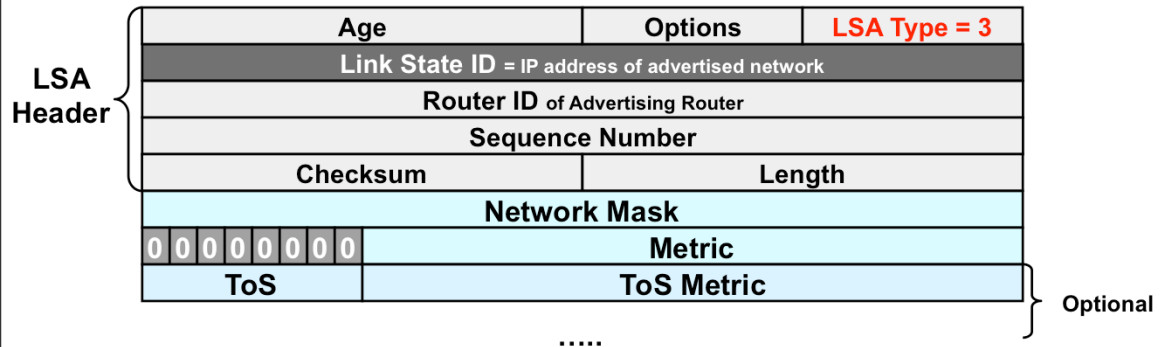 Age Options LSA Type = 3
Link State ID = IP address of advertised network
LSA Header
Router ID of Advertising Router
Sequence Number
Checksum Length
Network Mask
0 0 0 0 0 0 0 0 Metric
ToS ToS Metric
Optional
.....